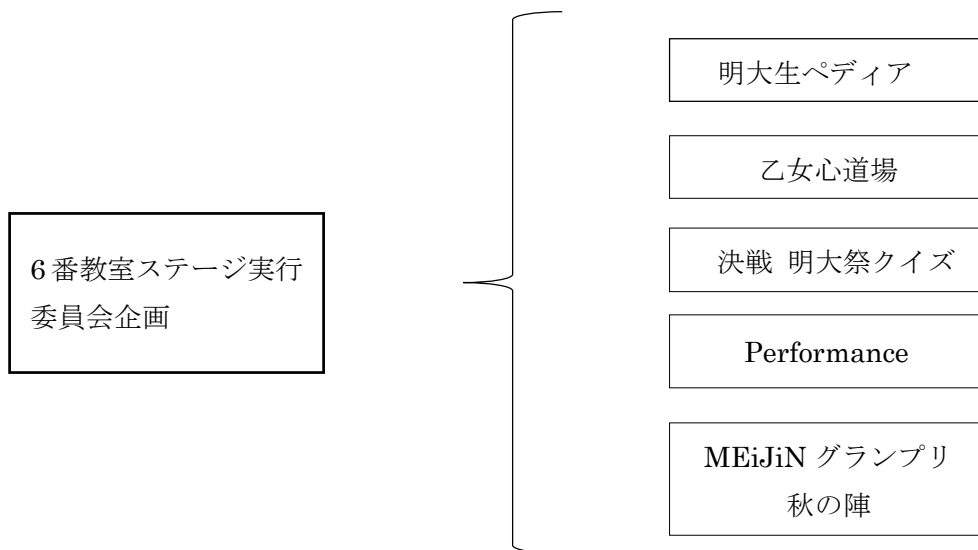 6番教室ステージ実行
委員会企画
明大生ペディア
乙女心道場
決戦 明大祭クイズ
Performance
MEiJiN グランプリ
秋の陣